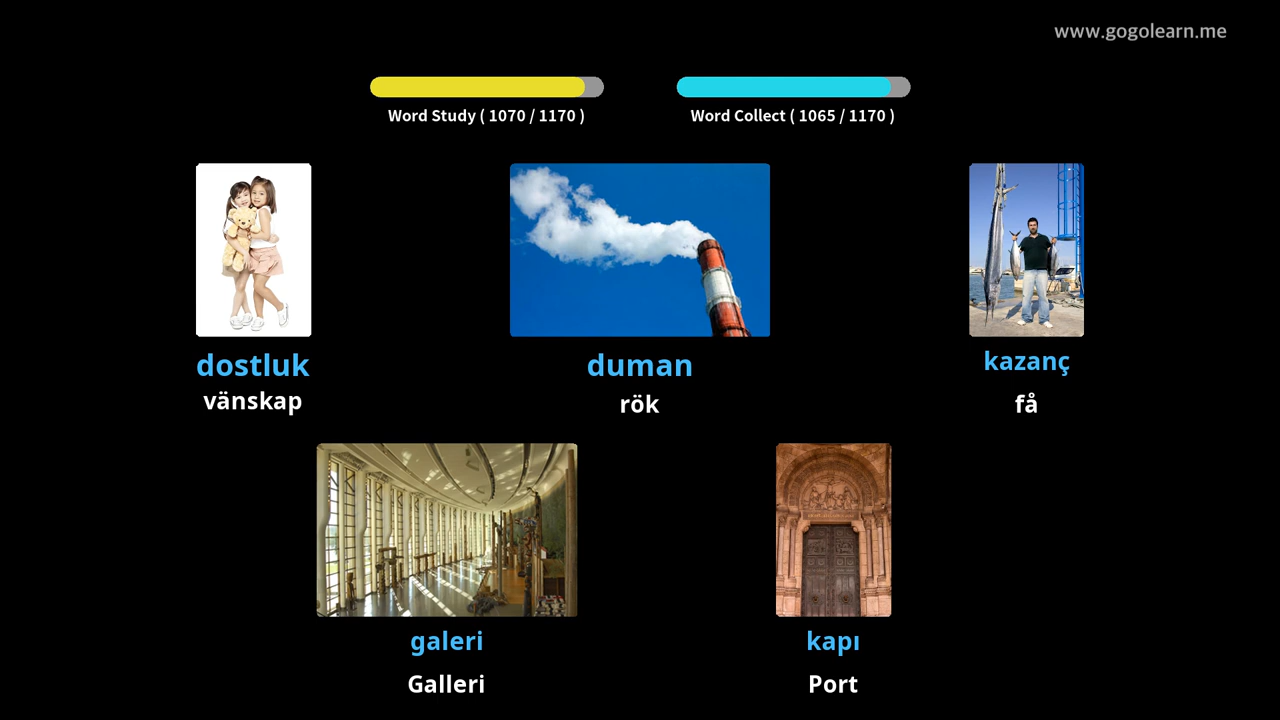 www.gogolearn.me
Word Study ( 1070 / 1170 )
Word Collect ( 1065 / 1170 )
dostluk
vänskap
duman
rök
kazanç
få
galeri
Galleri
kapı
Port